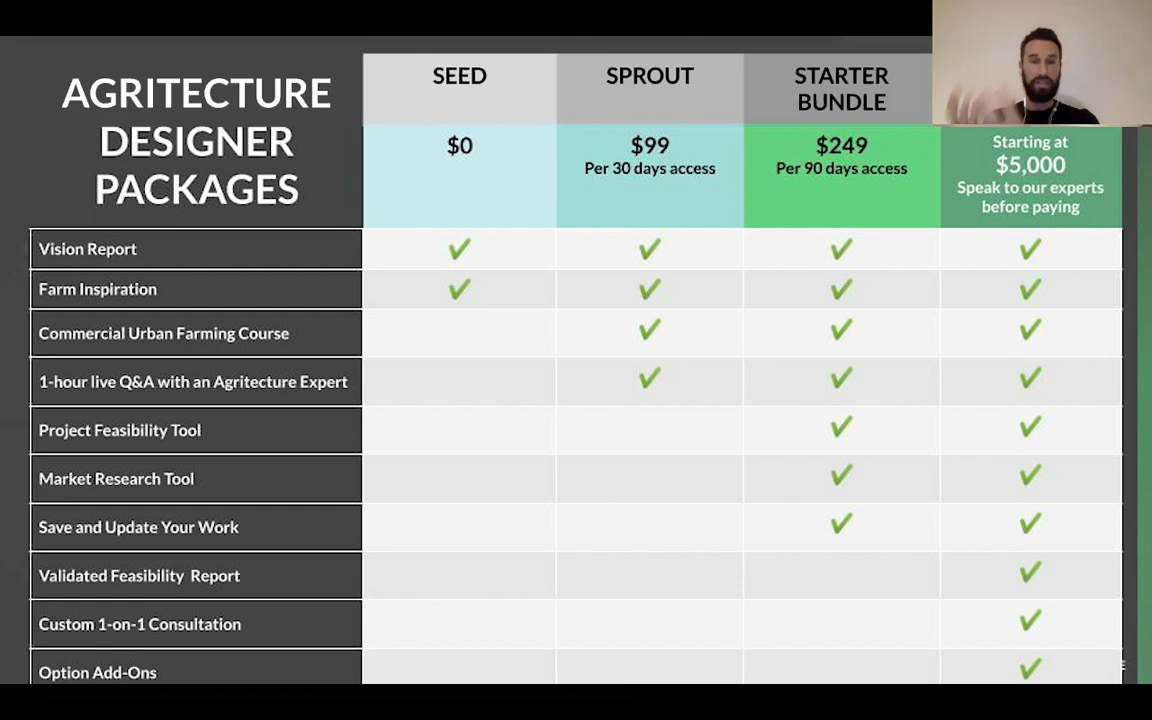 AGRITECTURE
DESIGNER
PACKAGES
SEED
SPROUT
STARTER
BUNDLE
$0
$99
Per 30 days access
$249
Per 90 days access
Starting at
$5,000
Speak to our experts
before paying
Vision Report
Farm Inspiration
Commercial Urban Farming Course
1-hour live Q&A with an Agritecture Expert
Project Feasibility Tool
Market Research Tool
Save and Update Your Work
Validated Feasibility Report
Custom 1-on-1 Consultation
Option Add-Ons